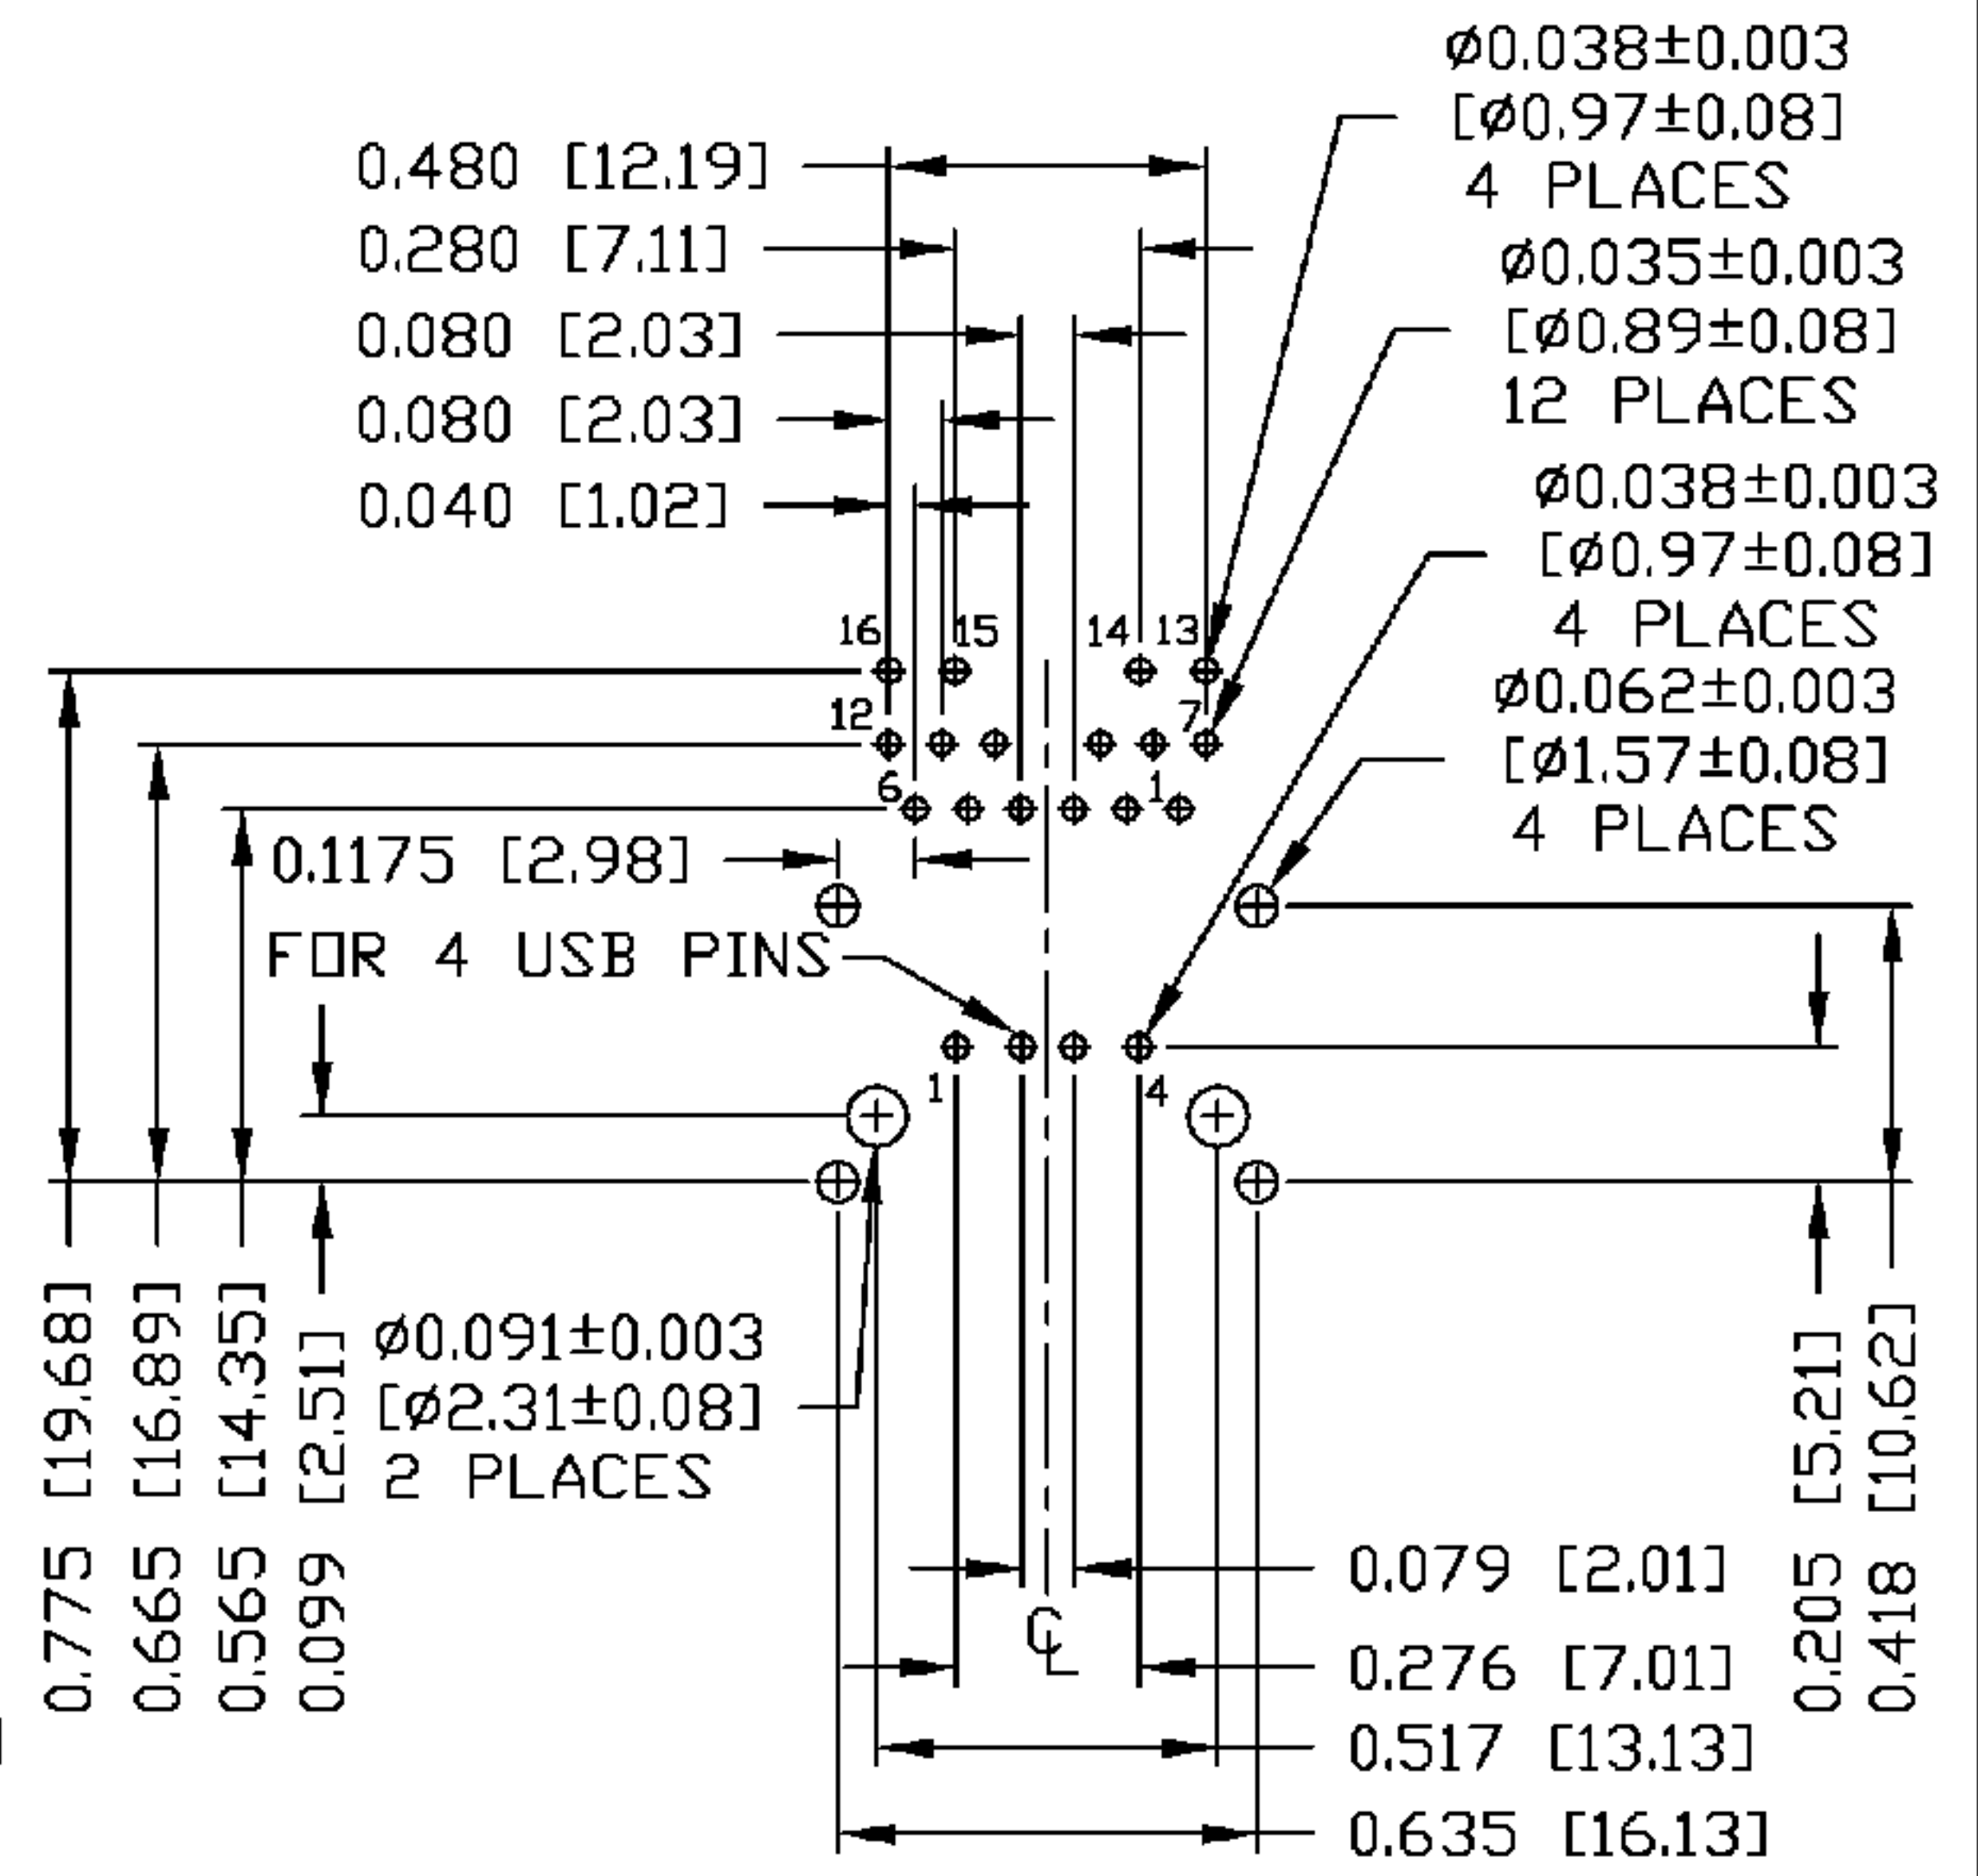 ø0.038±0.003
[ø0.97±0.08]
4 PLACES
0.480 [12.19]
0.280 [7.11]
0.080 [2.03]
0.080 [2.03]
0.040 [1.02]
ø0.035±0.003
[ø0.89±0.08]
12 PLACES
ø0.038±0.003
[ø0.97±0.08]
4 PLACES
ø0.062±0.003
[ø1.57±0.08]
4 PLACES
16 15 14 13
12 7
6 1
0.1175 [2.98]
FOR 4 USB PINS
1 4
0.775 [19.68]
0.665 [16.89]
0.565 [14.35]
0.099 [2.51]
ø0.091±0.003
[ø2.31±0.08]
2 PLACES
CL
0.079 [2.01]
0.276 [7.01]
0.517 [13.13]
0.635 [16.13]
0.205 [5.21]
0.418 [10.62]